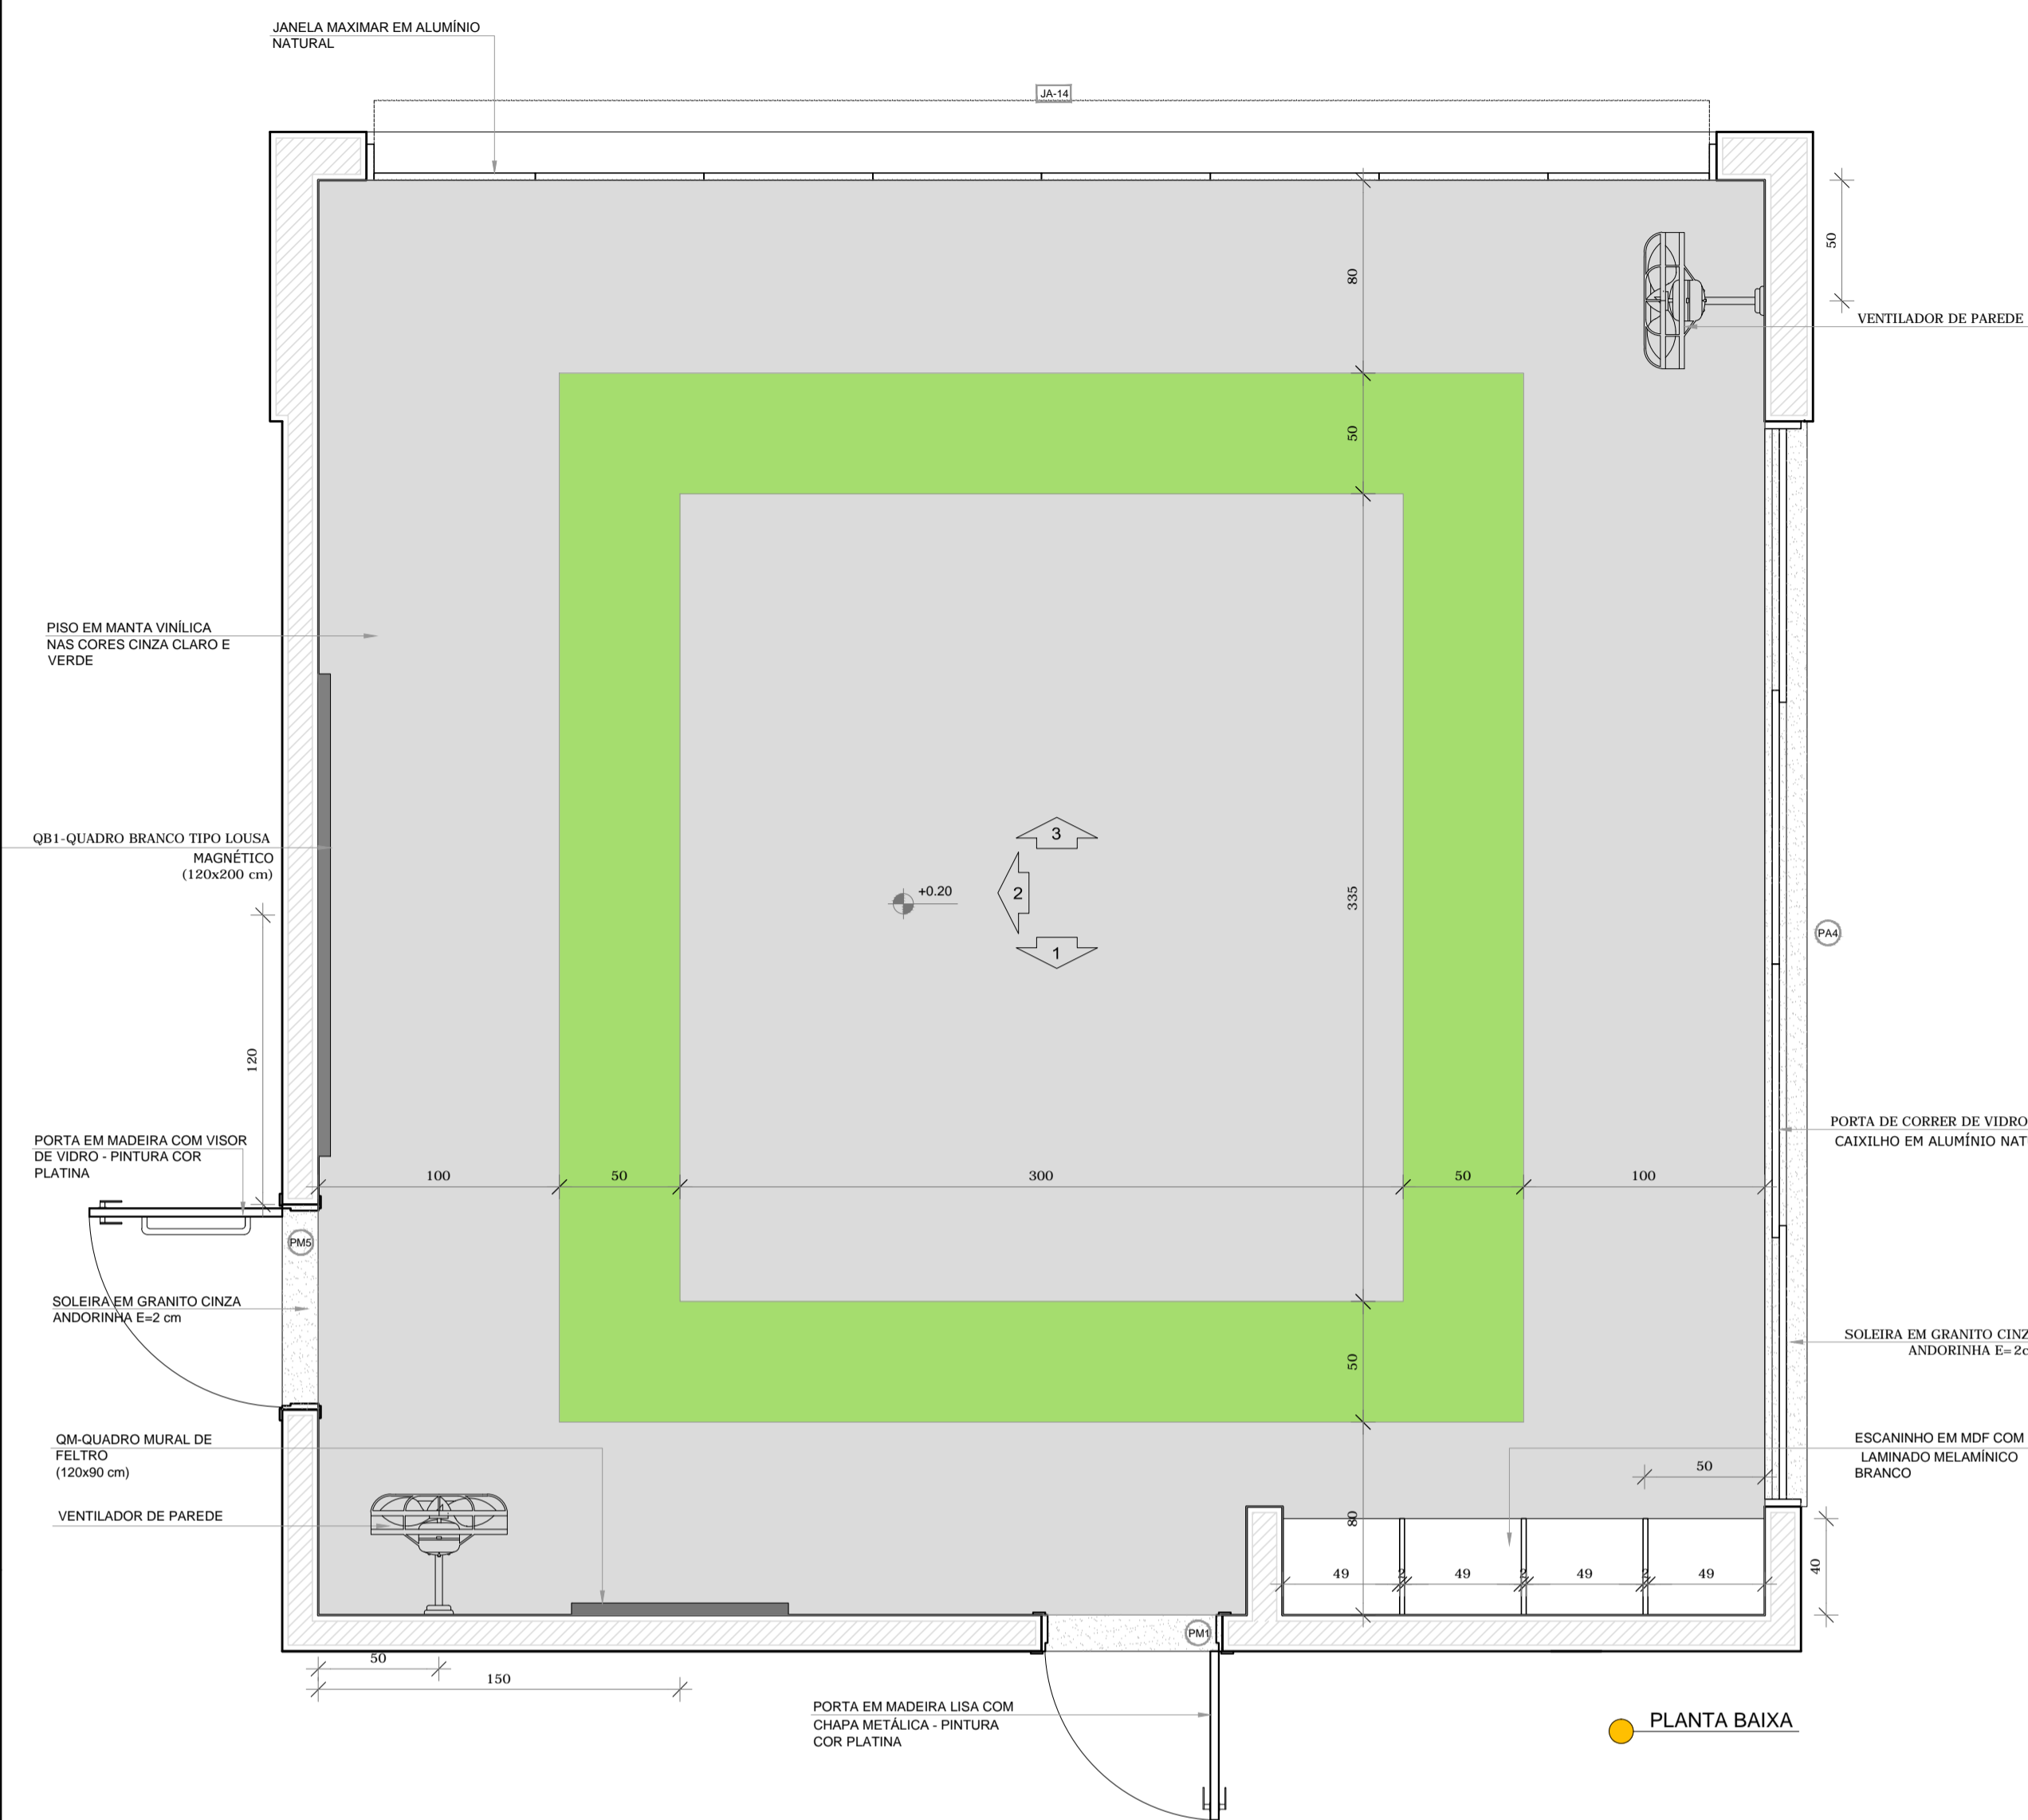 JANELA MAXIMAR EM ALUMÍNIO
NATURAL
JA-14
50
80
VENTILADOR DE PAREDE
50
PISO EM MANTA VINÍLICA
NAS CORES CINZA CLARO E
VERDE
QB1-QUADRO BRANCO TIPO LOUSA
MAGNÉTICO
(120x200 cm)
3
2
1
+0.20
335
PA4
120
PORTA EM MADEIRA COM VISOR
DE VIDRO - PINTURA COR
PLATINA
PORTA DE CORRER DE VIDRO
CAIXILHO EM ALUMÍNIO NAT
100
50
300
50
100
PM5
SOLEIRA EM GRANITO CINZA
ANDORINHA E=2 cm
SOLEIRA EM GRANITO CINZ
ANDORINHA E=2c
50
QM-QUADRO MURAL DE
FELTRO
(120x90 cm)
ESCANINHO EM MDF COM
LAMINADO MELAMÍNICO
BRANCO
50
VENTILADOR DE PAREDE
80
49
2
49
2
49
2
49
40
PM1
50
150
PORTA EM MADEIRA LISA COM
CHAPA METÁLICA - PINTURA
COR PLATINA
PLANTA BAIXA